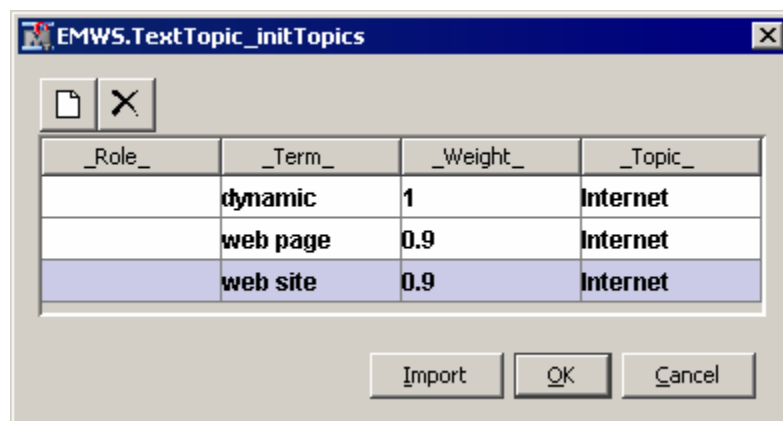 EMWS.TextTopic_initTopics
_Role_ _Term_ _Weight_ _Topic_
dynamic 1 Internet
web page 0.9 Internet
web site 0.9 Internet
Import OK Cancel